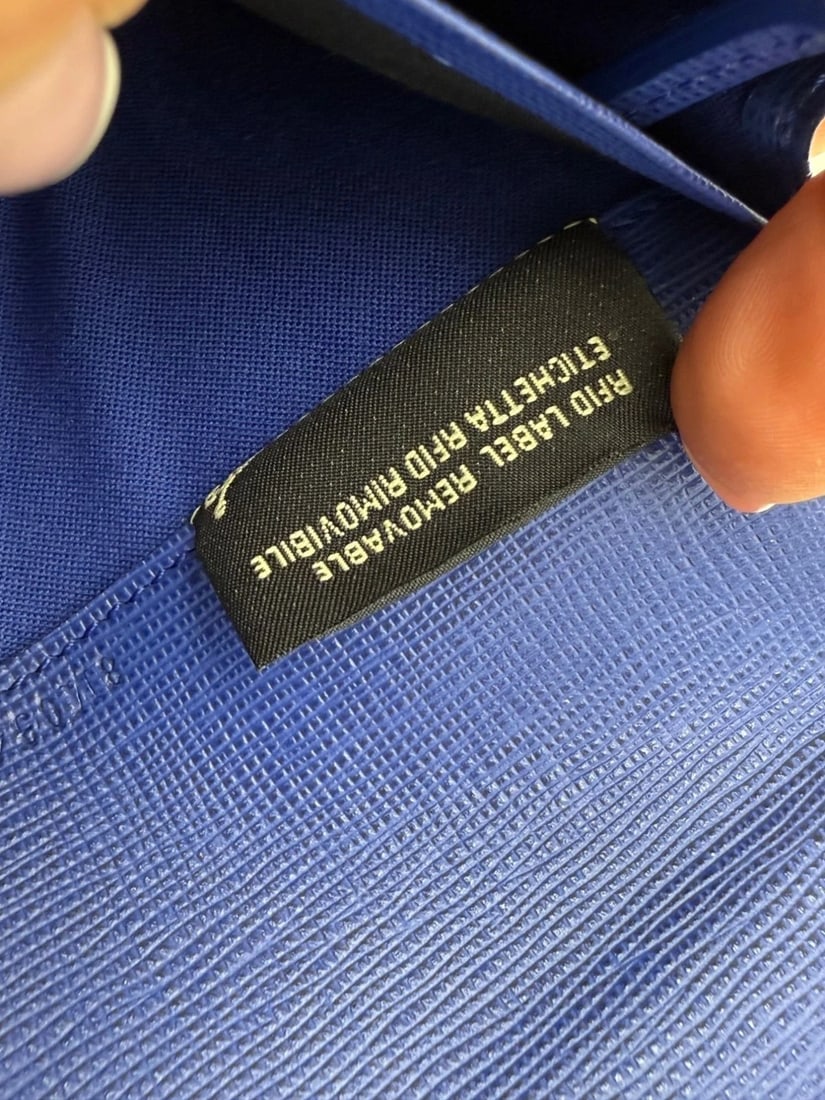 RFID LABEL REMOVABLE
ETICHETTA RFID RIMOVIBILE